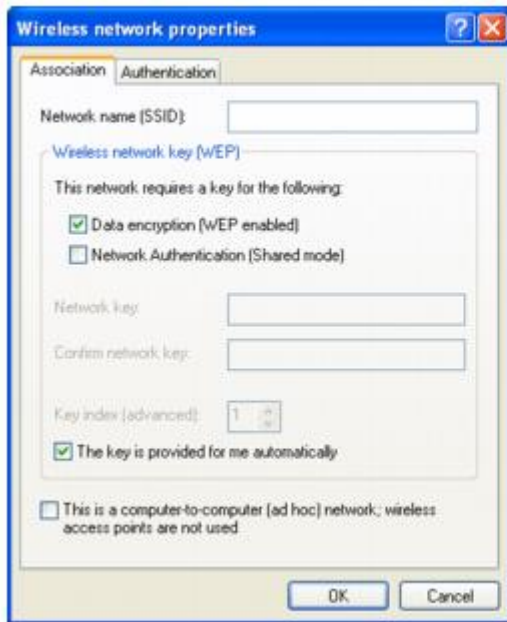 Wireless network properties
Association
Authentication
Network name (SSID):
Wireless network key (WEP)
This network requires a key for the following:
Data encryption (WEP enabled)
Network Authentication (Shared mode)
Network key:
Confirm network key:
Key index (advanced):
1
The key is provided for me automatically
This is a computer-to-computer (ad hoc) network; wireless
access points are not used
OK
Cancel